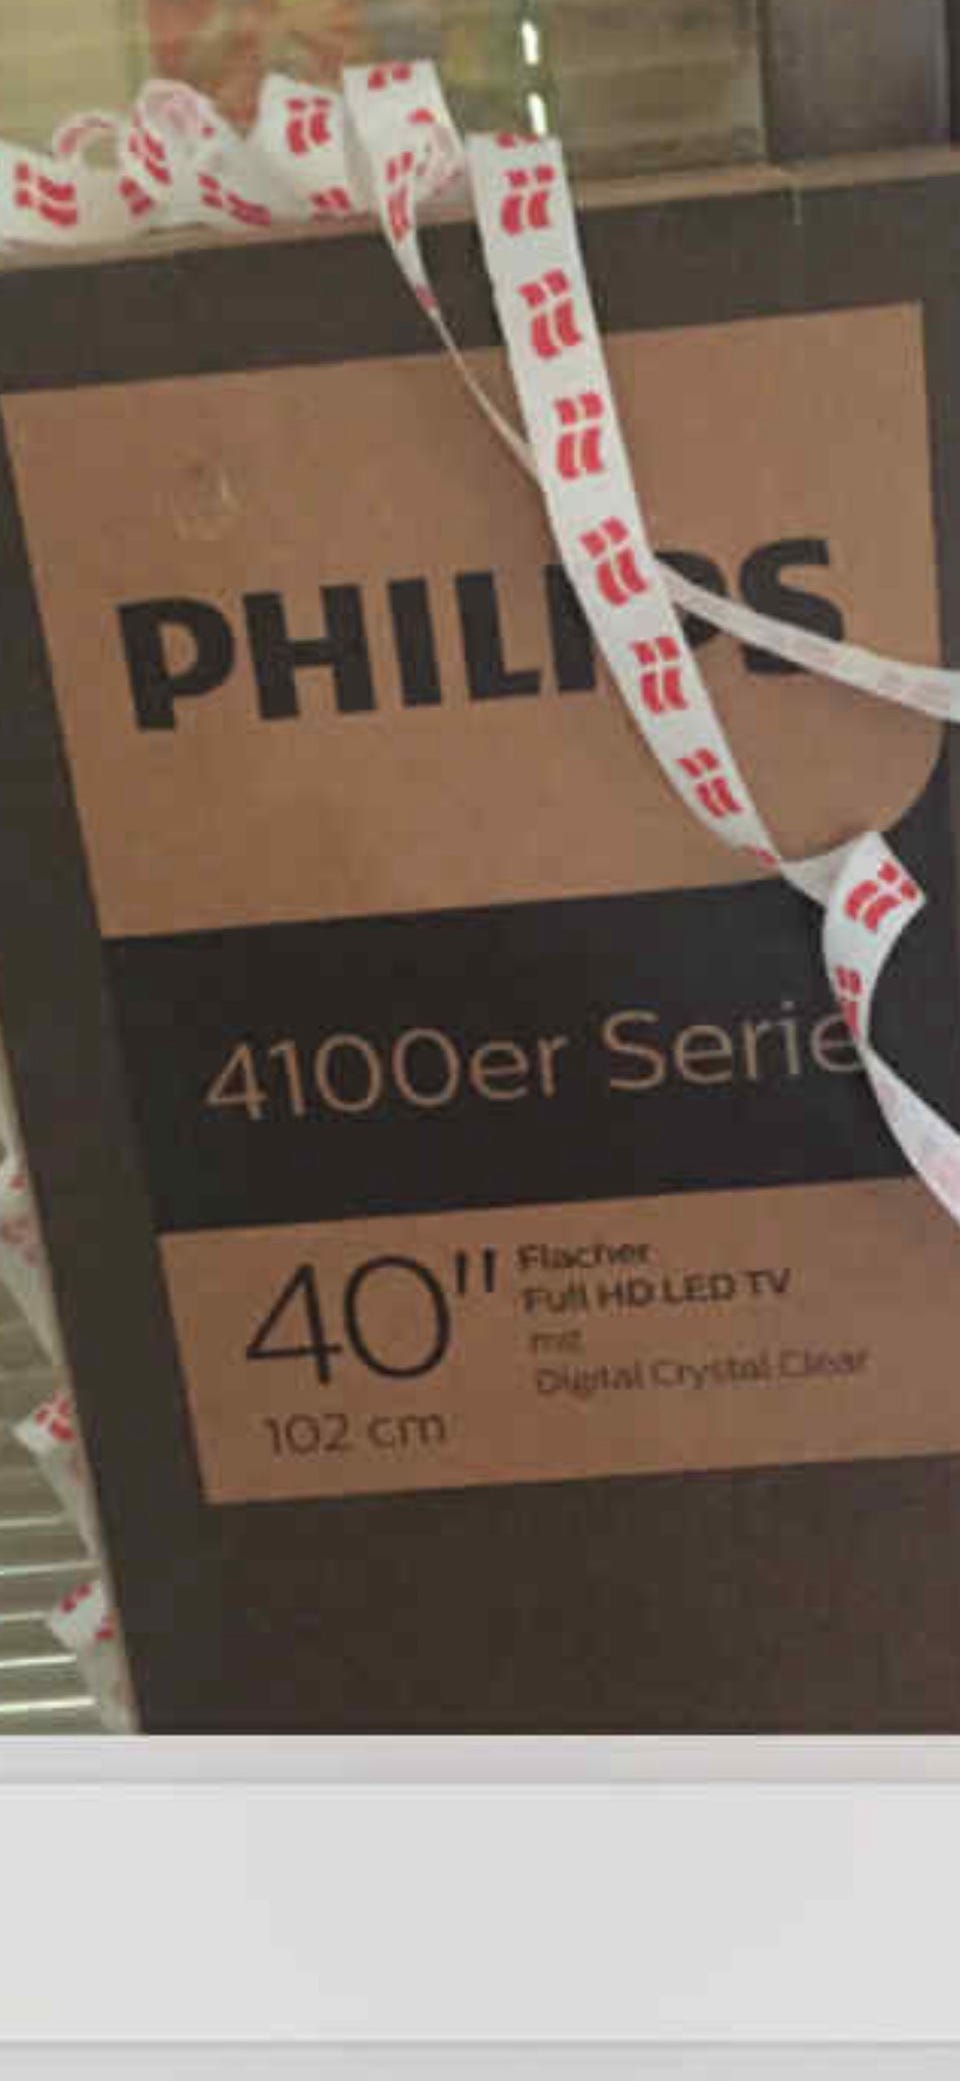 PHILIPS
4100er Serie
40"
Flacher
Full HD LED TV
mit
Digital Crystal Clear
102 cm